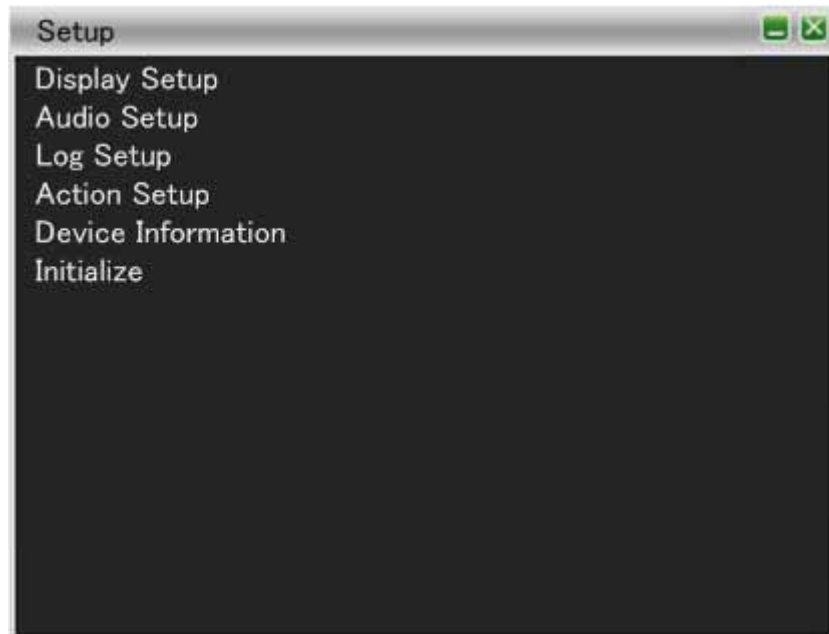 Setup
Display Setup
Audio Setup
Log Setup
Action Setup
Device Information
Initialize